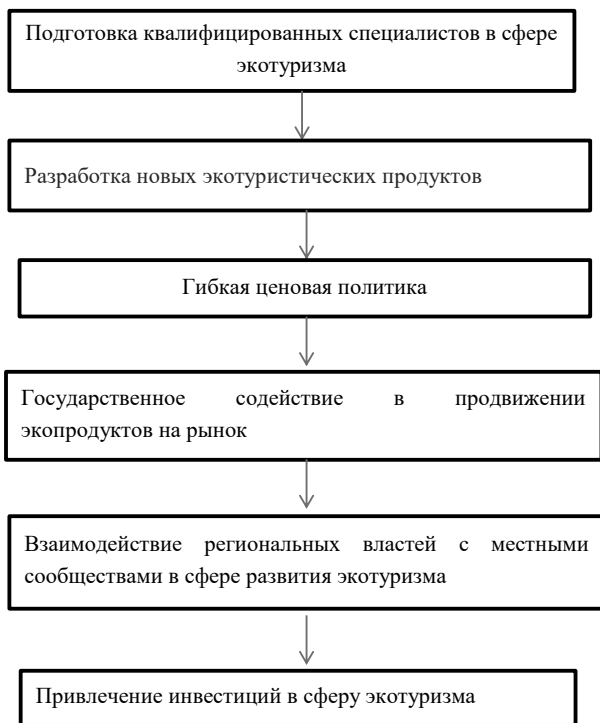 Подготовка квалифицированных специалистов в сфере
экотуризма
Разработка новых экотуристических продуктов
Гибкая ценовая политика
Государственное содействие в продвижении
экопродуктов на рынок
Взаимодействие региональных властей с местными
сообществами в сфере развития экотуризма
Привлечение инвестиций в сферу экотуризма